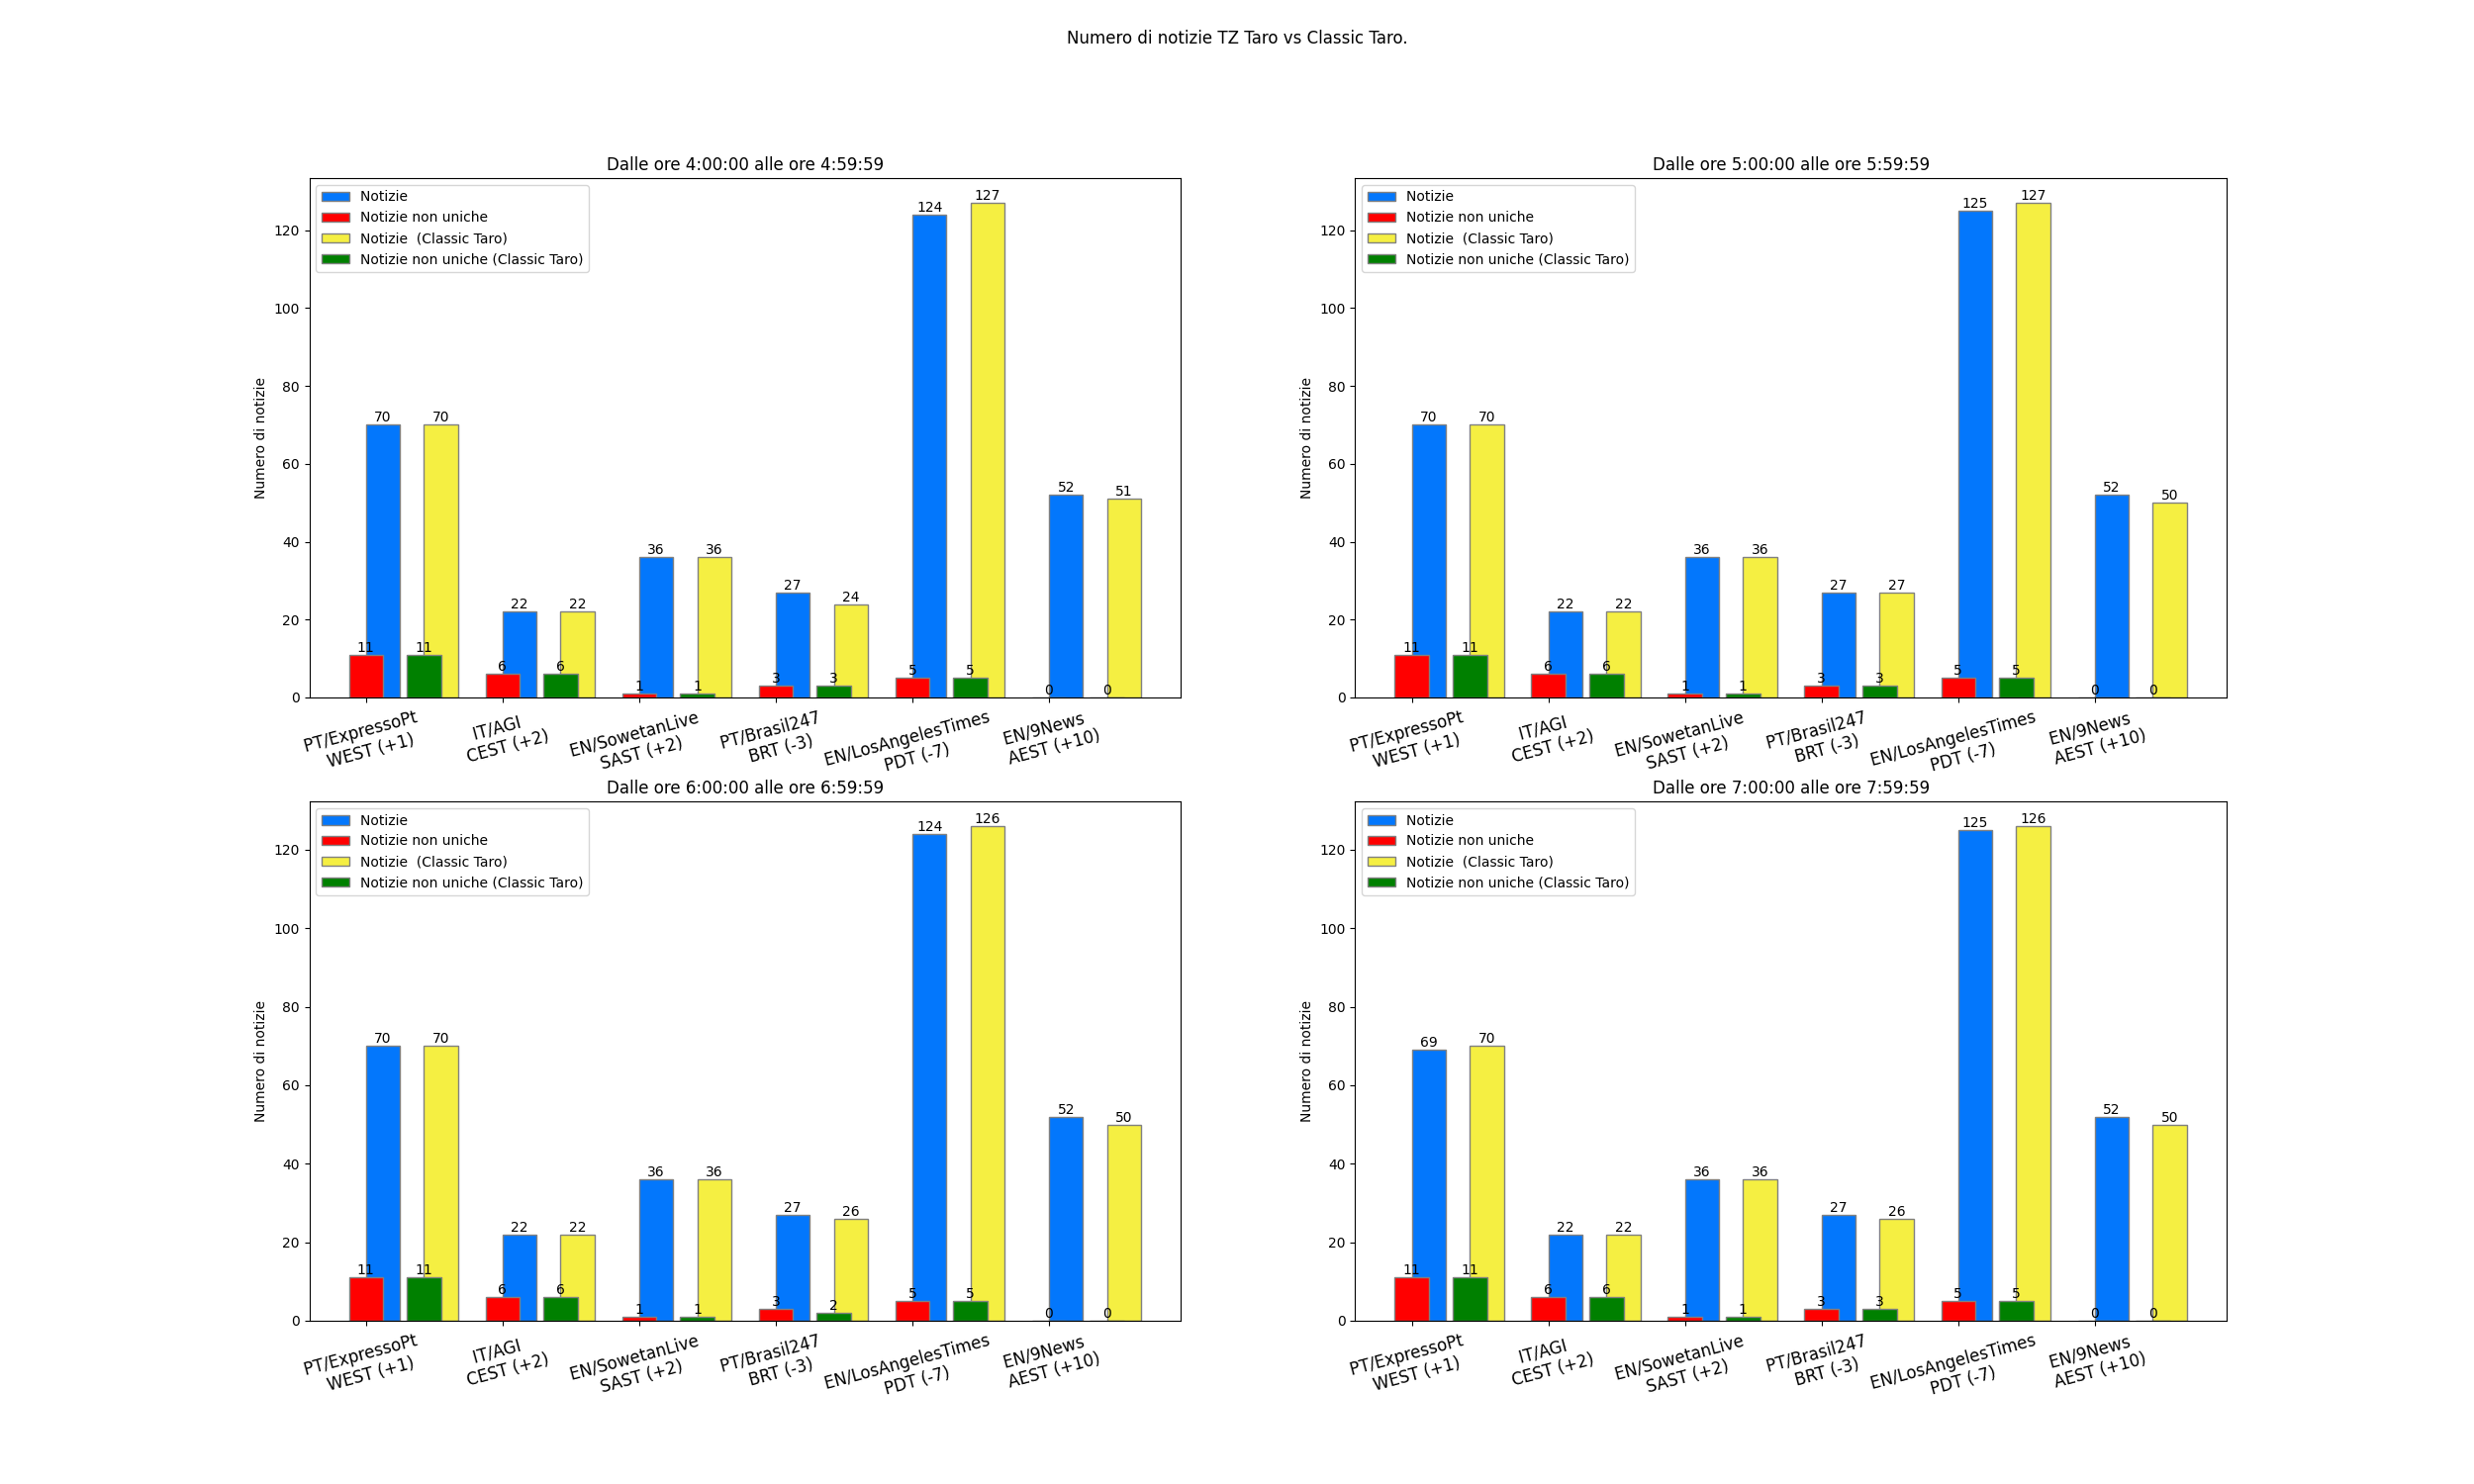 Numero di notizie TZ Taro vs Classic Taro.
Dalle ore 4:00:00 alle ore 4:59:59
Notizie
Notizie non uniche
Notizie  (Classic Taro)
Notizie non uniche (Classic Taro)
Numero di notizie
120
100
80
60
40
20
0
70 70 22 22 36 36 27 24 124 127 52 51
11 11 6 6 1 1 3 3 5 5 0 0
PT/ExpressoPt
WEST (+1)
IT/AGI
CEST (+2)
EN/SowetanLive
SAST (+2)
PT/Brasil247
BRT (-3)
EN/LosAngelesTimes
PDT (-7)
EN/9News
AEST (+10)
Dalle ore 5:00:00 alle ore 5:59:59
Notizie
Notizie non uniche
Notizie  (Classic Taro)
Notizie non uniche (Classic Taro)
Numero di notizie
120
100
80
60
40
20
0
70 70 22 22 36 36 27 27 125 127 52 50
11 11 6 6 1 1 3 3 5 5 0 0
PT/ExpressoPt
WEST (+1)
IT/AGI
CEST (+2)
EN/SowetanLive
SAST (+2)
PT/Brasil247
BRT (-3)
EN/LosAngelesTimes
PDT (-7)
EN/9News
AEST (+10)
Dalle ore 6:00:00 alle ore 6:59:59
Notizie
Notizie non uniche
Notizie  (Classic Taro)
Notizie non uniche (Classic Taro)
Numero di notizie
120
100
80
60
40
20
0
70 70 22 22 36 36 27 26 124 126 52 50
11 11 6 6 1 1 3 2 5 5 0 0
PT/ExpressoPt
WEST (+1)
IT/AGI
CEST (+2)
EN/SowetanLive
SAST (+2)
PT/Brasil247
BRT (-3)
EN/LosAngelesTimes
PDT (-7)
EN/9News
AEST (+10)
Dalle ore 7:00:00 alle ore 7:59:59
Notizie
Notizie non uniche
Notizie  (Classic Taro)
Notizie non uniche (Classic Taro)
Numero di notizie
120
100
80
60
40
20
0
69 70 22 22 36 36 27 26 125 126 52 50
11 11 6 6 1 1 3 3 5 5 0 0
PT/ExpressoPt
WEST (+1)
IT/AGI
CEST (+2)
EN/SowetanLive
SAST (+2)
PT/Brasil247
BRT (-3)
EN/LosAngelesTimes
PDT (-7)
EN/9News
AEST (+10)